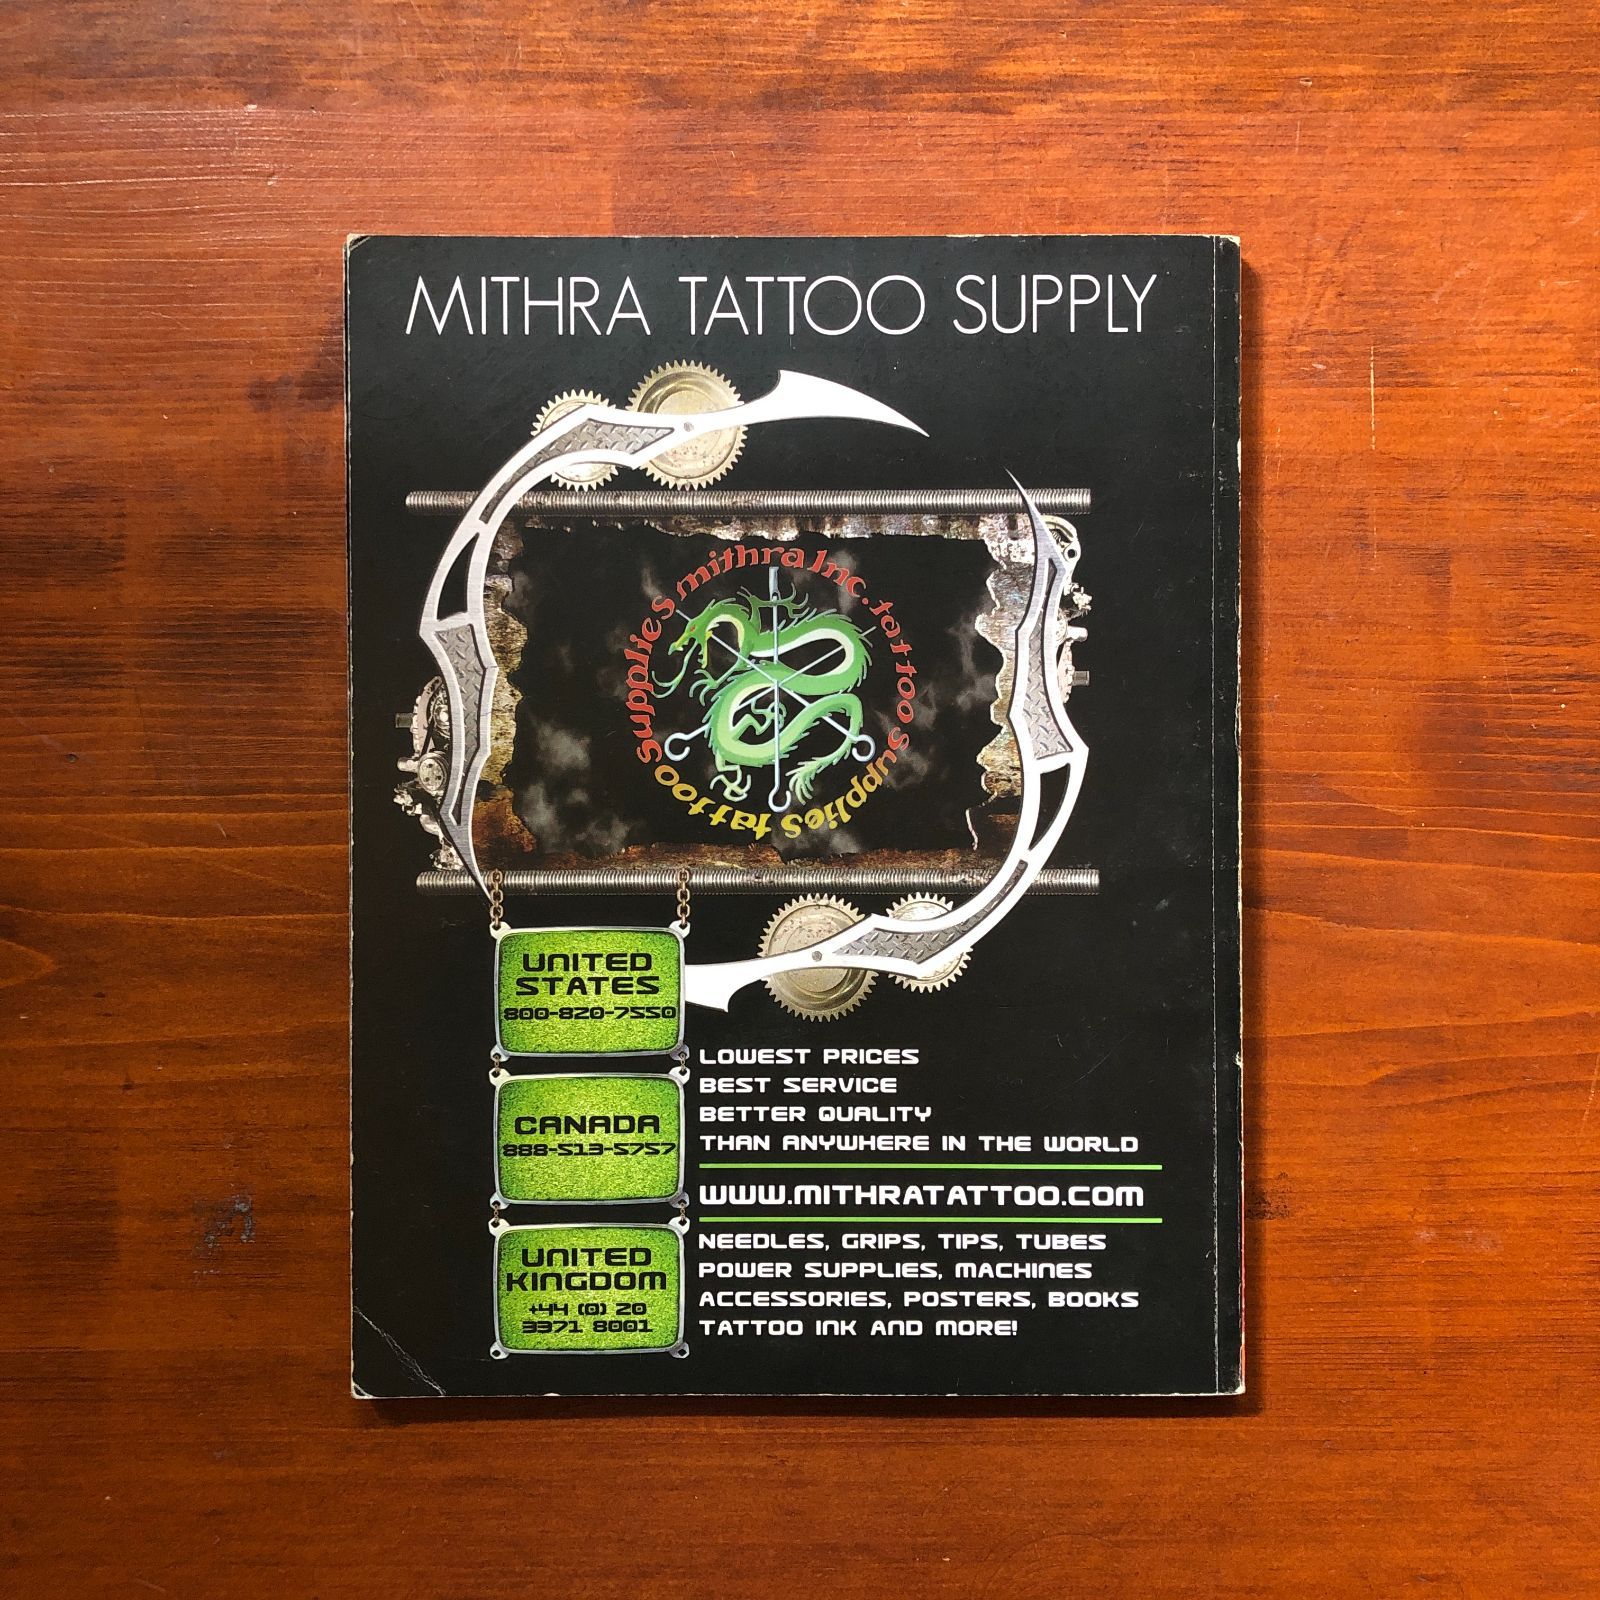 MITHRA TATTOO SUPPLY
mithra Inc. tattoo Supplies tattoo Supplies
UNITED
STATES
800-820-7550
CANADA
888-513-5757
UNITED
KINGDOM
+44 (0) 20
3371 8001
LOWEST PRICES
BEST SERVICE
BETTER QUALITY
THAN ANYWHERE IN THE WORLD
WWW.MITHRATATTOO.COM
NEEDLES, GRIPS, TIPS, TUBES
POWER SUPPLIES, MACHINES
ACCESSORIES, POSTERS, BOOKS
TATTOO INK AND MORE!